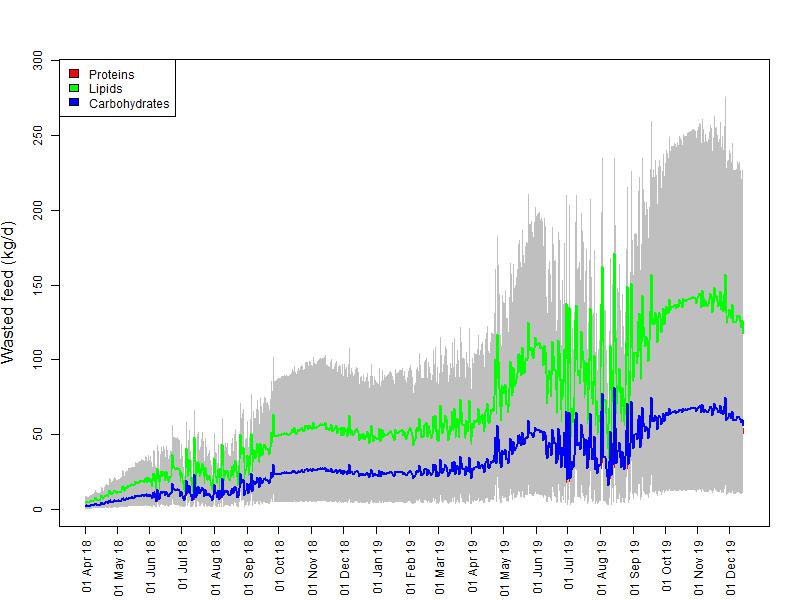 Wasted feed (kg/d)
300
250
200
150
100
50
0
Proteins
Lipids
Carbohydrates
01 Apr 18
01 May 18
01 Jun 18
01 Jul 18
01 Aug 18
01 Sep 18
01 Oct 18
01 Nov 18
01 Dec 18
01 Jan 19
01 Feb 19
01 Mar 19
01 Apr 19
01 May 19
01 Jun 19
01 Jul 19
01 Aug 19
01 Sep 19
01 Oct 19
01 Nov 19
01 Dec 19